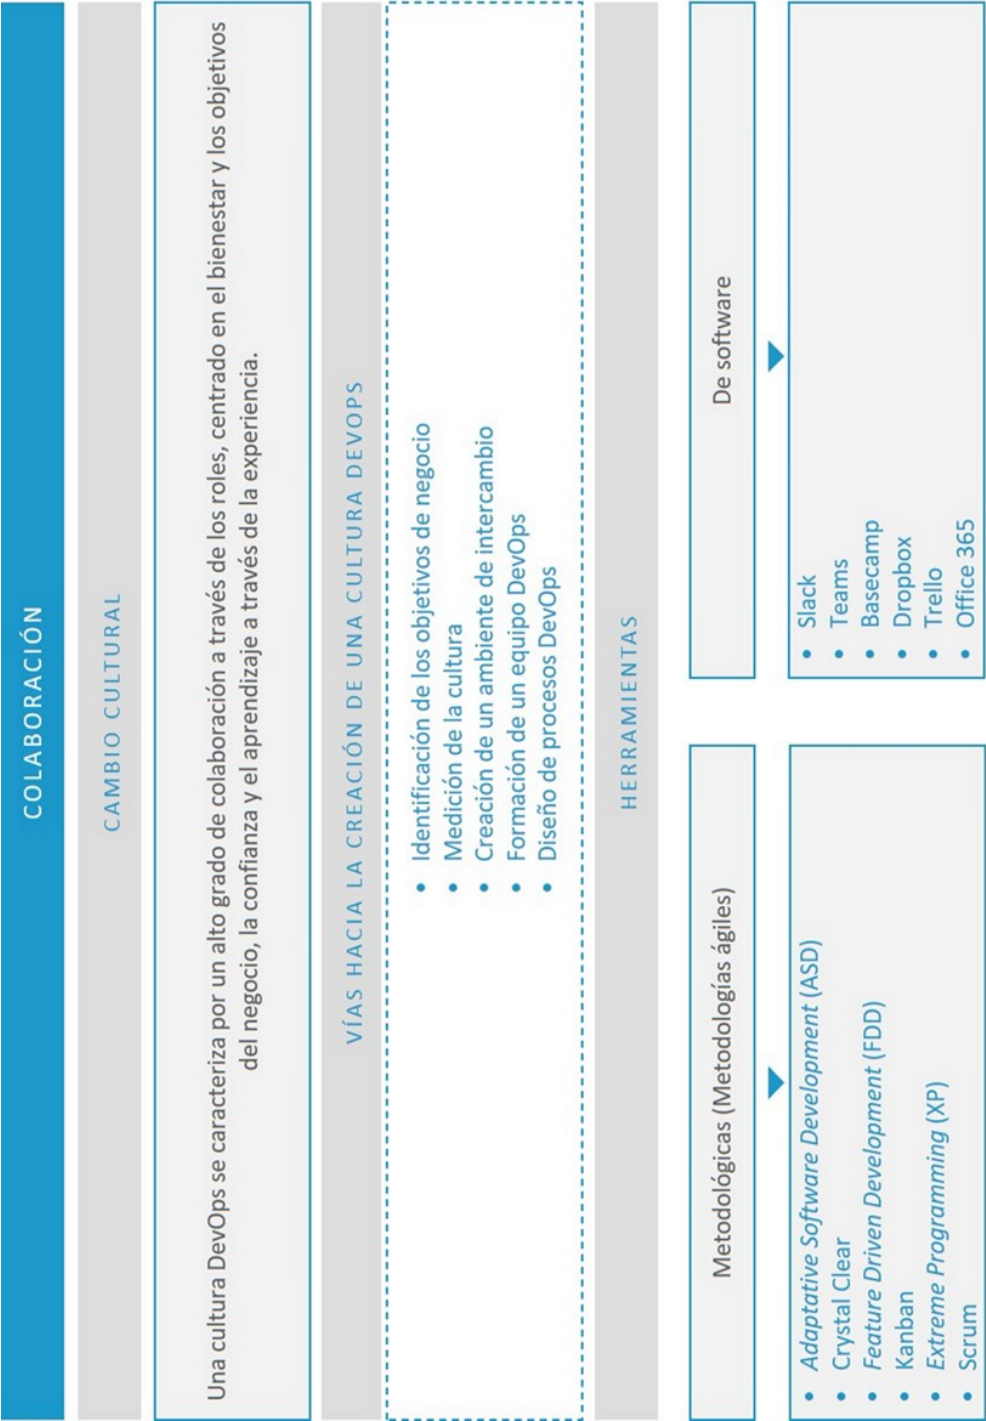 COLABORACIÓN
CAMBIO CULTURAL
Una cultura DevOps se caracteriza por un alto grado de colaboración a través de los roles, centrado en el bienestar y los objetivos
del negocio, la confianza y el aprendizaje a través de la experiencia.
VÍAS HACIA LA CREACIÓN DE UNA CULTURA DEVOPS
• Identificación de los objetivos de negocio
• Medición de la cultura
• Creación de un ambiente de intercambio
• Formación de un equipo DevOps
• Diseño de procesos DevOps
HERRAMIENTAS
Metodológicas (Metodologías ágiles)
• Adaptative Software Development (ASD)
• Crystal Clear
• Feature Driven Development (FDD)
• Kanban
• Extreme Programming (XP)
• Scrum
De software
• Slack
• Teams
• Basecamp
• Dropbox
• Trello
• Office 365